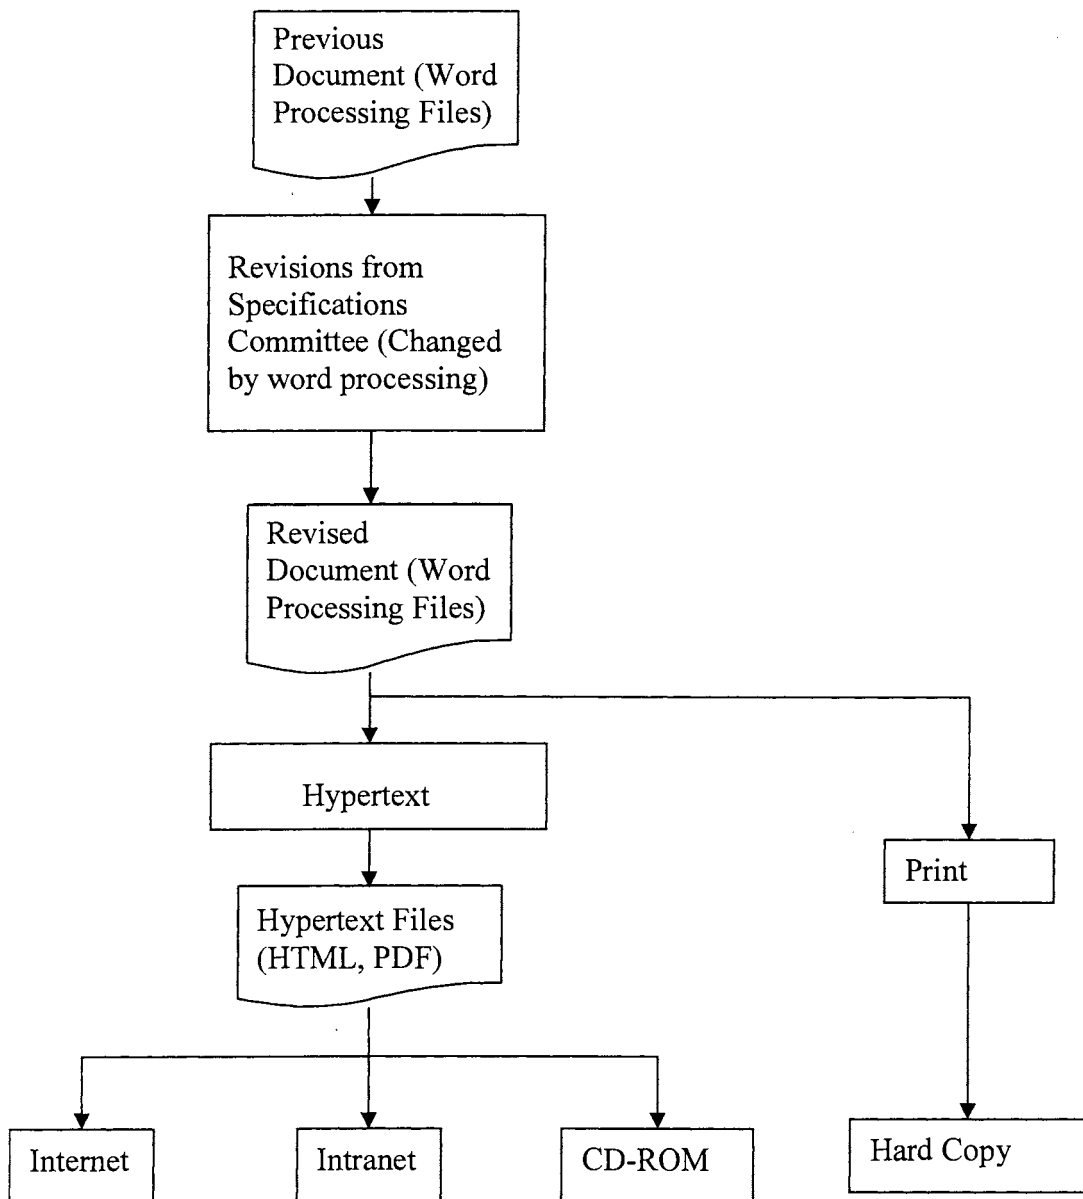 Previous
Document (Word
Processing Files)
Revisions from
Specifications
Committee (Changed
by word processing)
Revised
Document (Word
Processing Files)
Hypertext
Print
Hypertext Files
(HTML, PDF)
Internet
Intranet
CD-ROM
Hard Copy